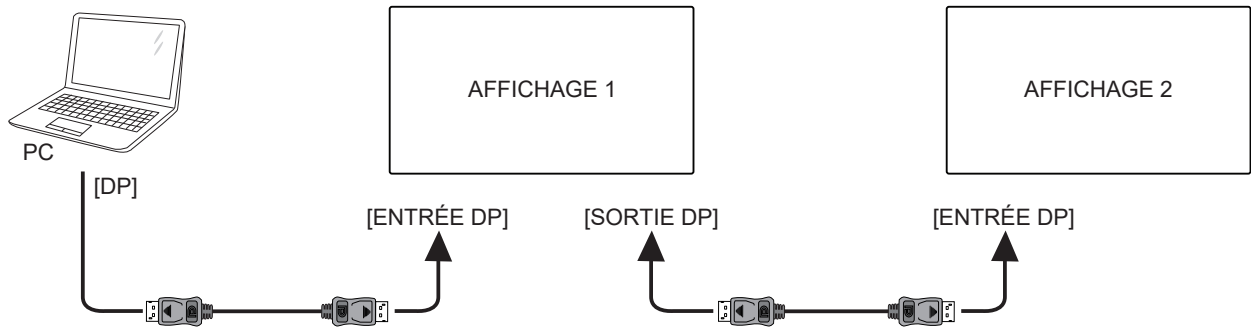 AFFICHAGE 1
AFFICHAGE 2
PC
[DP]
[ENTRÉE DP]
[SORTIE DP]
[ENTRÉE DP]